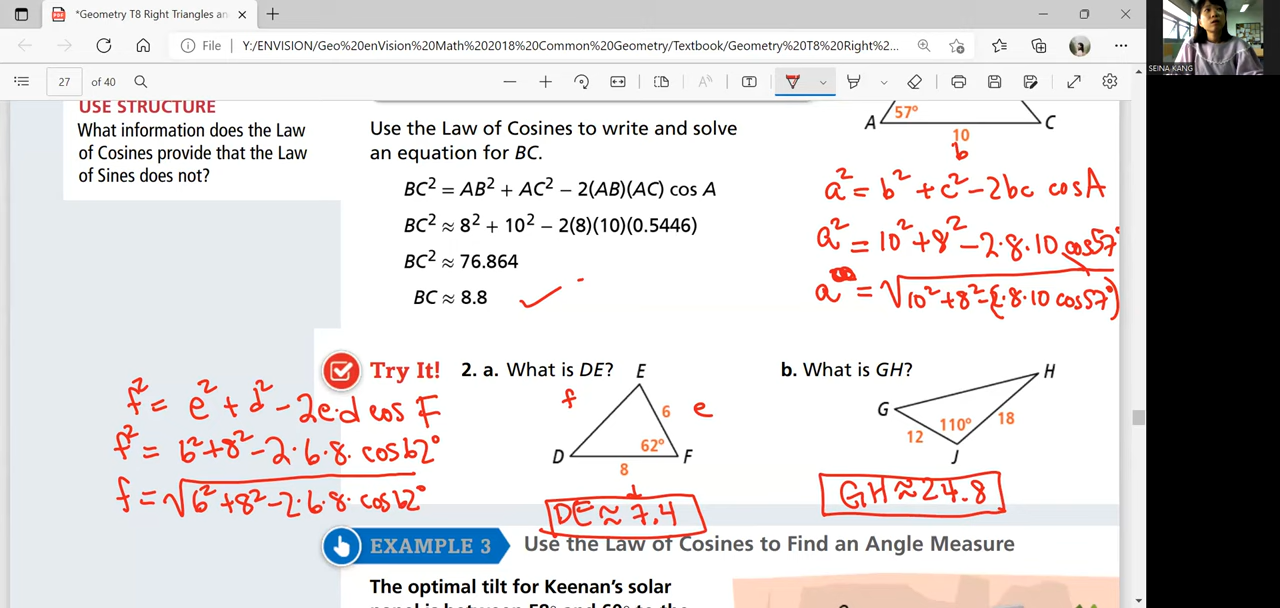 *Geometry T8 Right Triangles an
File Y:/ENVISION/Geo%20enVision%20Math%202018%20Common%20Geometry/Textbook/Geometry%20T8%20Right%2...
27 of 40
SEINA KANG
USE STRUCTURE
What information does the Law
of Cosines provide that the Law
of Sines does not?
Use the Law of Cosines to write and solve
an equation for BC.
BC² = AB² + AC² − 2(AB)(AC) cos A
BC² ≈ 8² + 10² − 2(8)(10)(0.5446)
BC² ≈ 76.864
BC ≈ 8.8
A 57° C
10
b
a² = b² + c² - 2bc cosA
a² = 10² + 8² - 2·8·10 cos57°
a = √10² + 8² - 2·8·10 cos57°
Try It! 2. a. What is DE?
E
f
6 e
62°
D F
8
d
DE ≈ 7.4
b. What is GH?
H
G
110° 18
12
J
GH ≈ 24.8
f² = e² + d² - 2e·d cos F
f² = 6² + 8² - 2·6·8· cos62°
f = √6² + 8² - 2·6·8· cos62°
EXAMPLE 3 Use the Law of Cosines to Find an Angle Measure
The optimal tilt for Keenan's solar